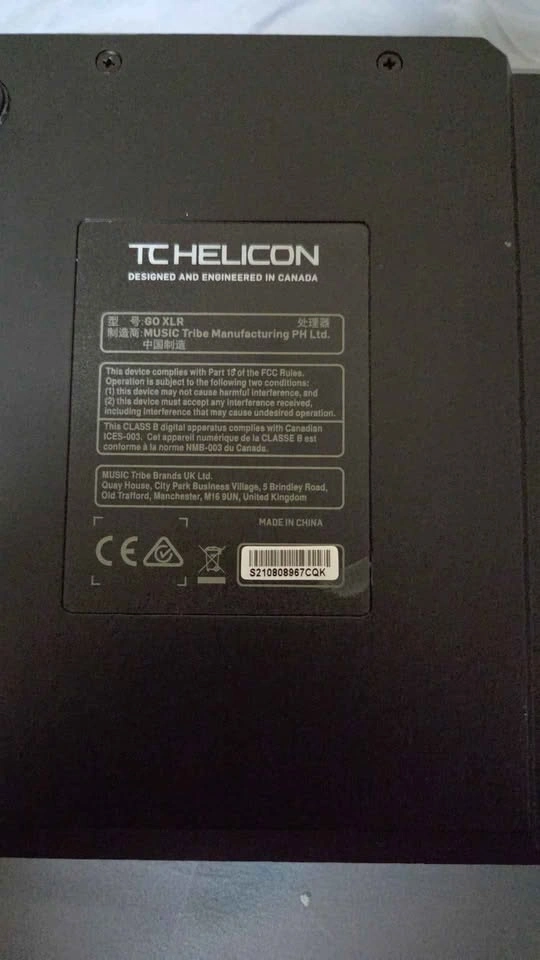 TC HELICON
DESIGNED AND ENGINEERED IN CANADA
型 号:GO XLR 处理器
制造商:MUSIC Tribe Manufacturing PH Ltd.
中国制造
This device complies with Part 15 of the FCC Rules.
Operation is subject to the following two conditions:
(1) this device may not cause harmful interference, and
(2) this device must accept any interference received,
including interference that may cause undesired operation.
This CLASS B digital apparatus complies with Canadian
ICES-003. Cet appareil numérique de la CLASSE B est
conforme à la norme NMB-003 du Canada.
MUSIC Tribe Brands UK Ltd.
Quay House, City Park Business Village, 5 Brindley Road,
Old Trafford, Manchester, M16 9UN, United Kingdom
MADE IN CHINA
CE
S210808967CQK